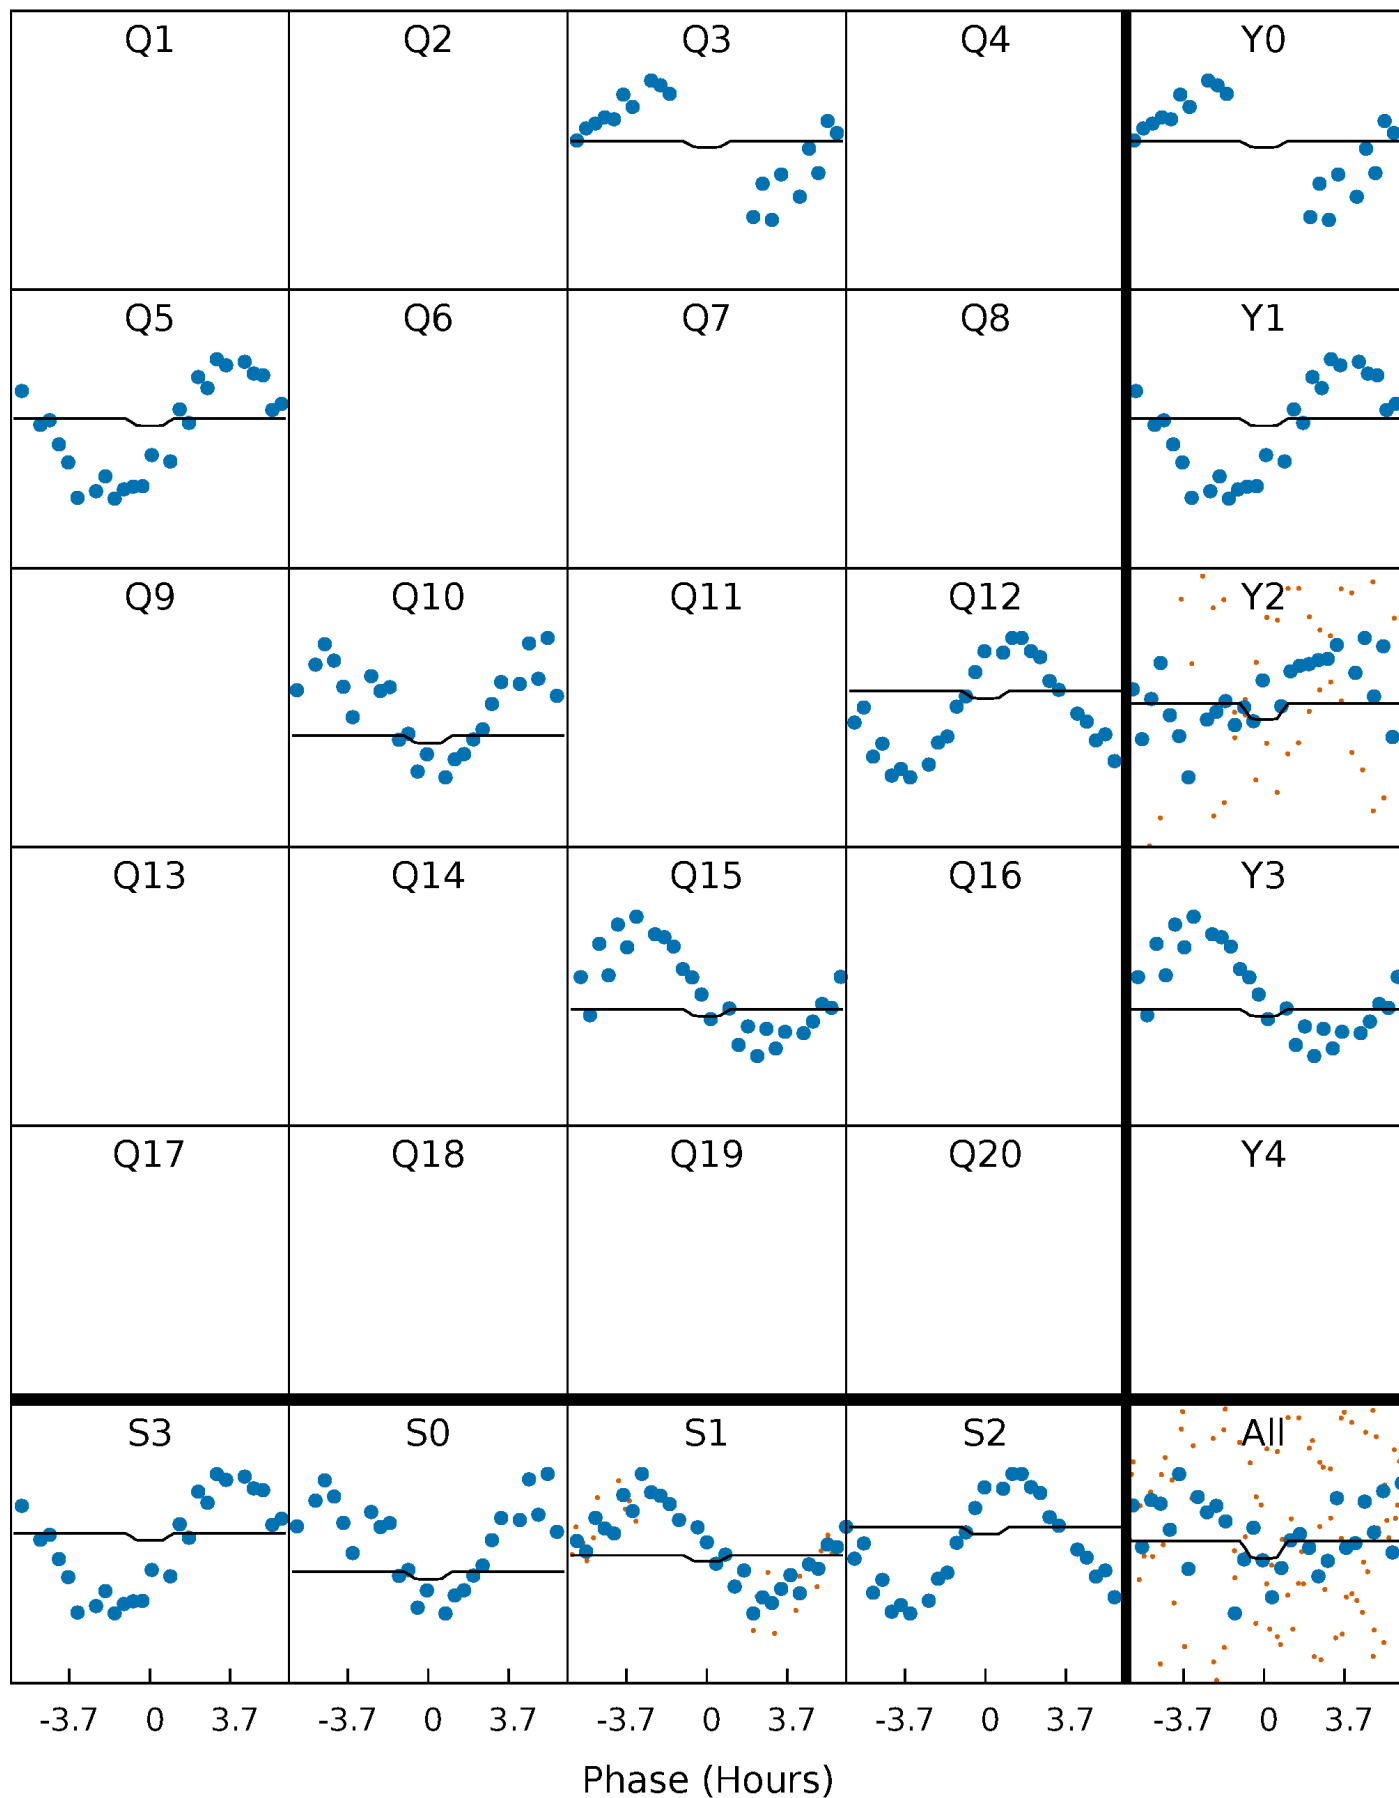 Q1 Q2 Q3 Q4 Y0
Q5 Q6 Q7 Q8 Y1
Q9 Q10 Q11 Q12 Y2
Q13 Q14 Q15 Q16 Y3
Q17 Q18 Q19 Q20 Y4
S3 S0 S1 S2 All
-3.7 0 3.7 -3.7 0 3.7 -3.7 0 3.7 -3.7 0 3.7 -3.7 0 3.7
Phase (Hours)